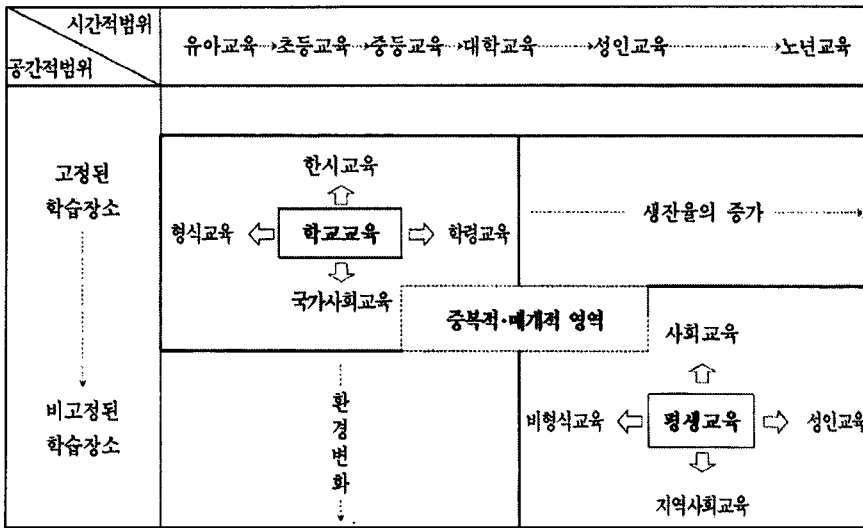 시간적범위
공간적범위
유아교육→초등교육→중등교육→대학교육→성인교육→노년교육
고정된
학습장소
한시교육
형식교육 학교교육 학령교육
국가사회교육
생잔율의 증가
중복적·매개적 영역
비고정된
학습장소
환경변화
사회교육
비형식교육 평생교육 성인교육
지역사회교육